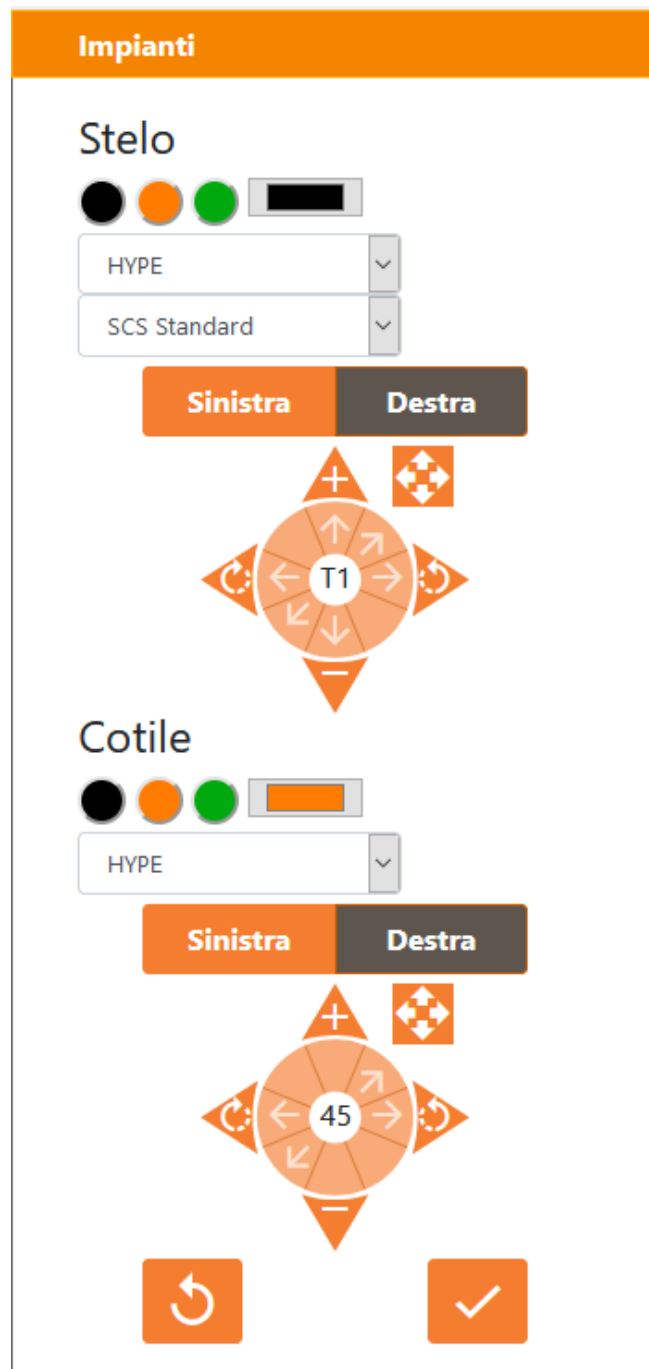 Impianti
Stelo
HYPE
SCS Standard
Sinistra Destra
+
T1
−
Cotile
HYPE
Sinistra Destra
+
45
−